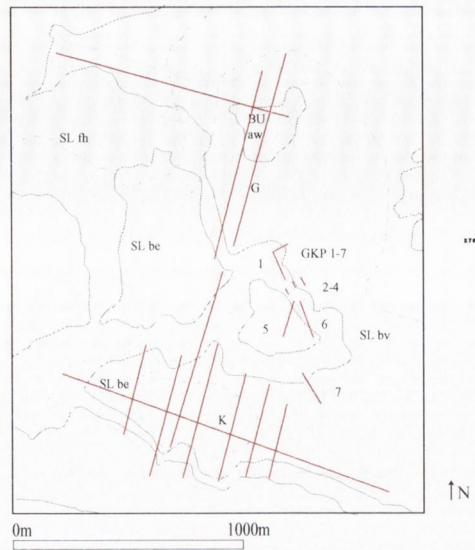 SL fh
BU
aw
G
SL be
GKP 1-7
1
2-4
5
6
SL bv
SL be
7
K
N
0m
1000m